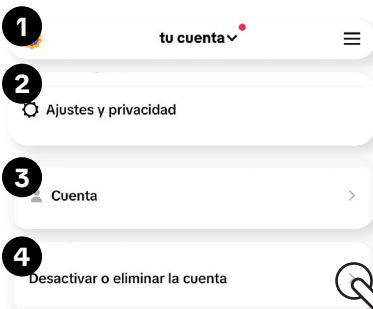 1
tu cuenta
2
Ajustes y privacidad
3
Cuenta
4
Desactivar o eliminar la cuenta